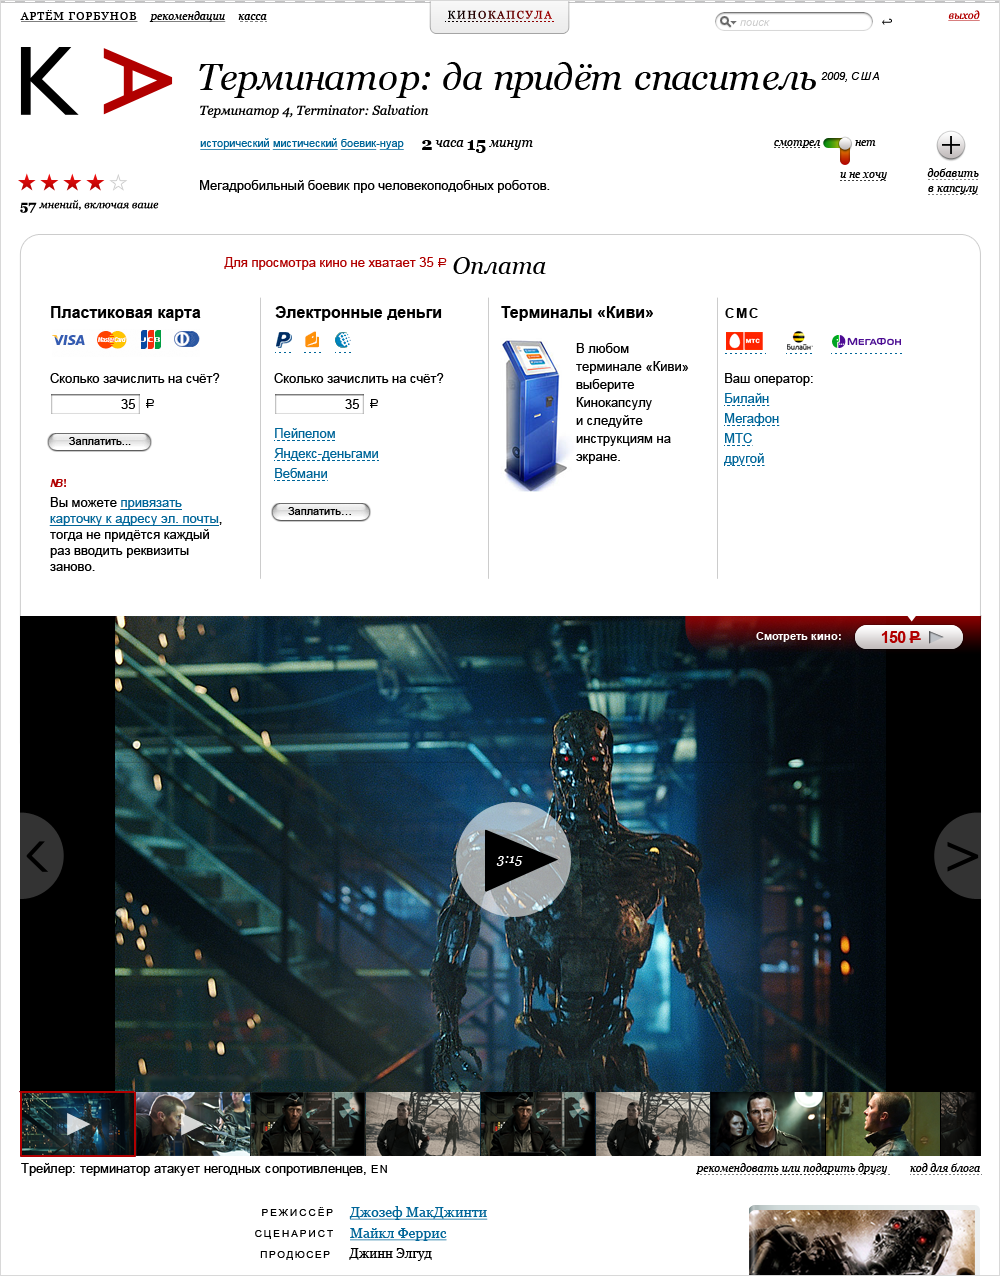 АРТЁМ ГОРБУНОВ рекомендации касса
КИНОКАПСУЛА
поиск
выход
К А
Терминатор: да придёт спаситель 2009, США
Терминатор 4, Terminator: Salvation
исторический мистический боевик-нуар 2 часа 15 минут
смотрел нет
и не хочу
добавить
в капсулу
57 мнений, включая ваше
Мегадробильный боевик про человекоподобных роботов.
Для просмотра кино не хватает 35 ₽ Оплата
Пластиковая карта
VISA MasterCard JCB
Сколько зачислить на счёт?
35 ₽
Заплатить...
NB!
Вы можете привязать
карточку к адресу эл. почты,
тогда не придётся каждый
раз вводить реквизиты
заново.
Электронные деньги
Сколько зачислить на счёт?
35 ₽
Пейпелом
Яндекс-деньгами
Вебмани
Заплатить...
Терминалы «Киви»
В любом
терминале «Киви»
выберите
Кинокапсулу
и следуйте
инструкциям на
экране.
СМС
МТС Билайн МЕГАФОН
Ваш оператор:
Билайн
Мегафон
МТС
другой
Смотреть кино: 150 ₽
3:15
Трейлер: терминатор атакует негодных сопротивленцев, EN
рекомендовать или подарить другу код для блога
РЕЖИССЁР Джозеф МакДжинти
СЦЕНАРИСТ Майкл Феррис
ПРОДЮСЕР Джинн Элгуд